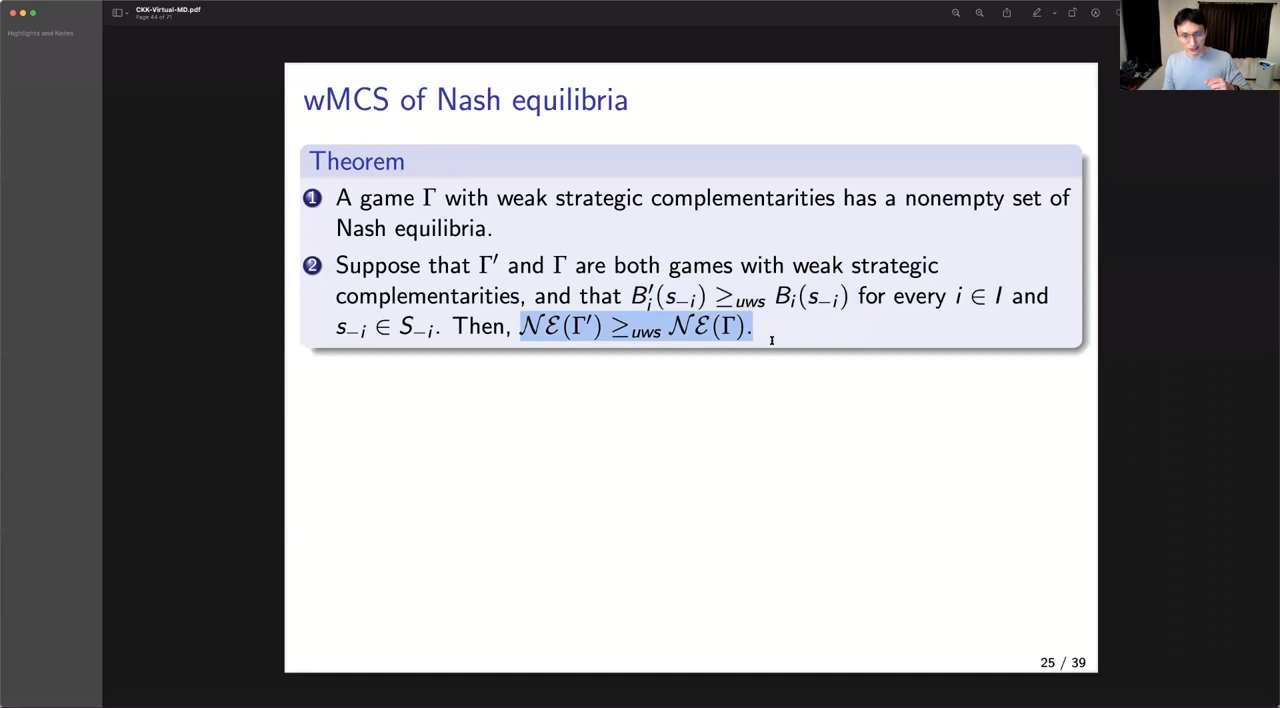 CKK-Virtual-MD.pdf
Page 44 of 71
Highlights and Notes
wMCS of Nash equilibria
Theorem
1 A game Γ with weak strategic complementarities has a nonempty set of
Nash equilibria.
2 Suppose that Γ′ and Γ are both games with weak strategic
complementarities, and that B′ᵢ(s₋ᵢ) ≥uws Bᵢ(s₋ᵢ) for every i ∈ I and
s₋ᵢ ∈ S₋ᵢ. Then, 𝒩ℰ(Γ′) ≥uws 𝒩ℰ(Γ).
25 / 39